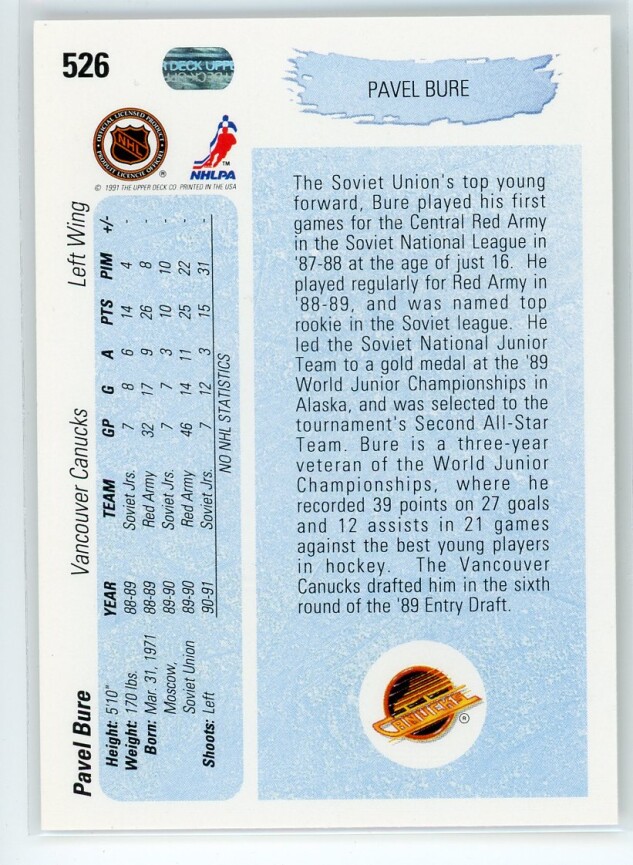 526
R DECK UPPE
PAVEL BURE
OFFICIAL LICENSED PRODUCT
NHL
PRODUIT LICENCIÉ OFFICIEL
®
NHLPA
TM
© 1991 THE UPPER DECK CO. PRINTED IN THE USA
The Soviet Union's top young
forward, Bure played his first
games for the Central Red Army
in the Soviet National League in
'87-88 at the age of just 16. He
played regularly for Red Army in
'88-89, and was named top
rookie in the Soviet league. He
led the Soviet National Junior
Team to a gold medal at the '89
World Junior Championships in
Alaska, and was selected to the
tournament's Second All-Star
Team. Bure is a three-year
veteran of the World Junior
Championships, where he
recorded 39 points on 27 goals
and 12 assists in 21 games
against the best young players
in hockey. The Vancouver
Canucks drafted him in the sixth
round of the '89 Entry Draft.
CANUCKS
®
Pavel Bure Vancouver Canucks Left Wing
Height: 5'10"
Weight: 170 lbs.
Born: Mar. 31, 1971
Moscow,
Soviet Union
Shoots: Left
YEAR TEAM GP G A PTS PIM +/-
88-89 Soviet Jrs. 7 8 6 14 4 -
88-89 Red Army 32 17 9 26 8 -
89-90 Soviet Jrs. 7 7 3 10 10 -
89-90 Red Army 46 14 11 25 22 -
90-91 Soviet Jrs. 7 12 3 15 31 -
NO NHL STATISTICS